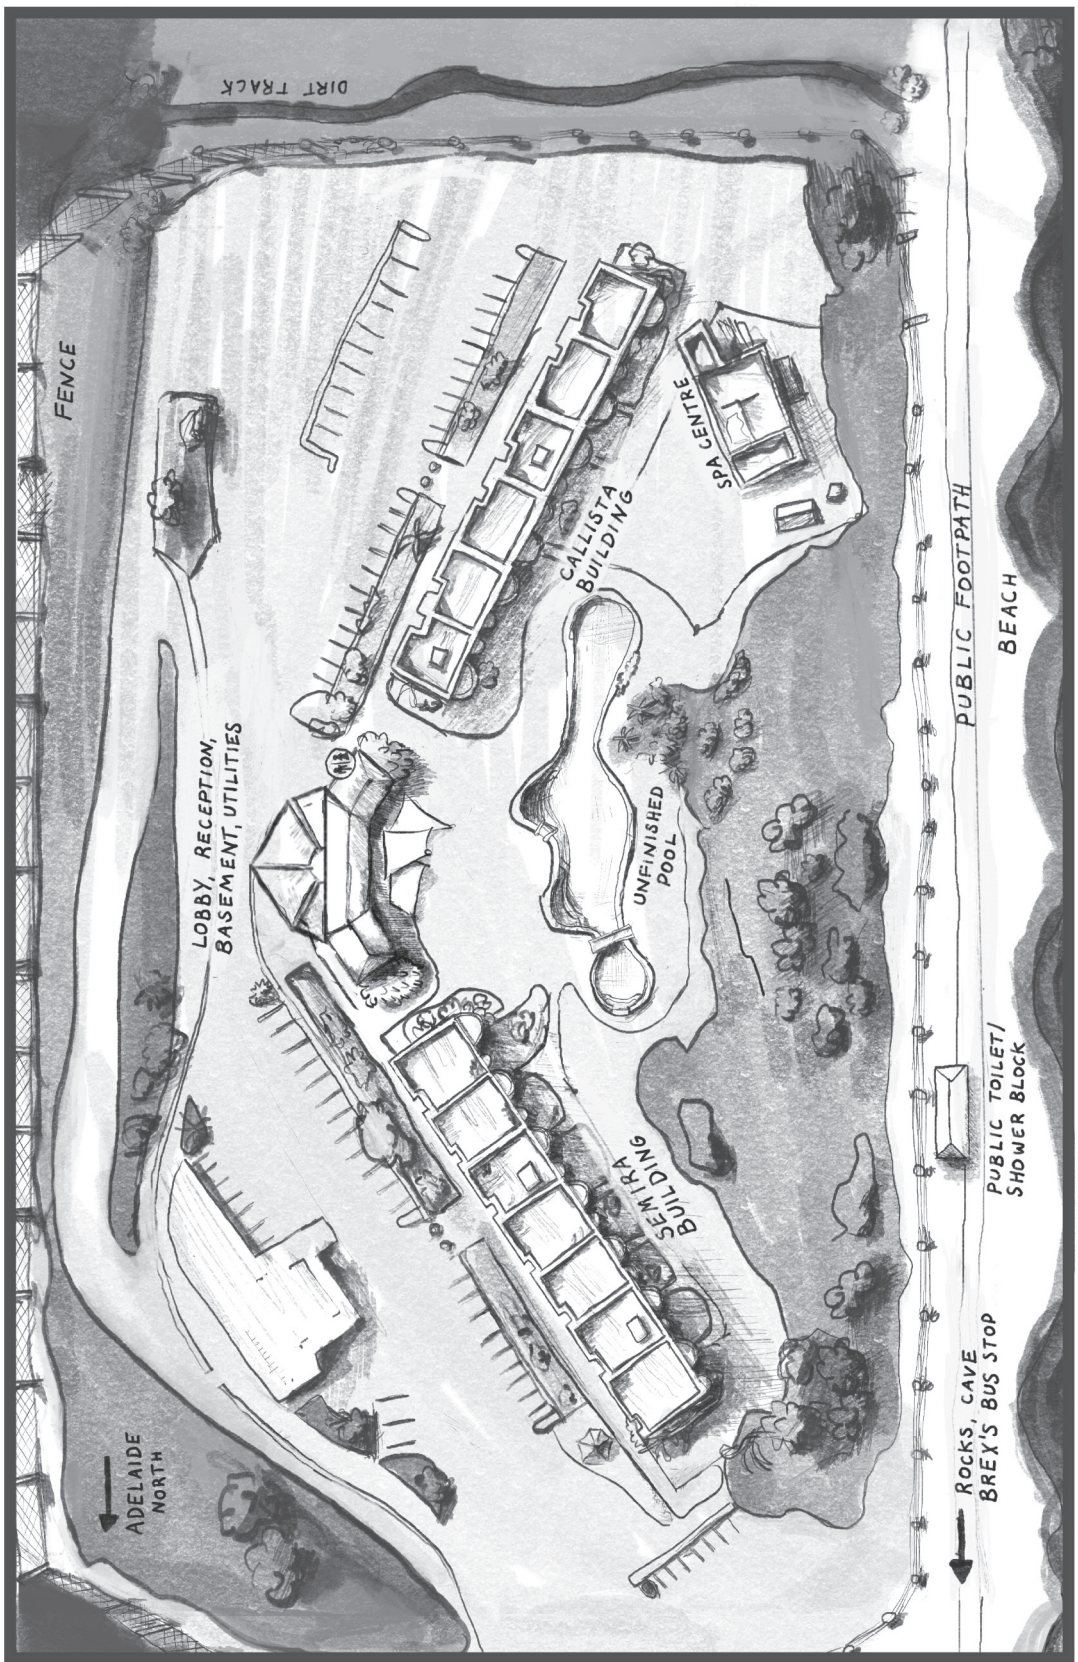 DIRT TRACK
FENCE
SPA CENTRE
CALLISTA
BUILDING
PUBLIC FOOTPATH
BEACH
LOBBY, RECEPTION,
BASEMENT, UTILITIES
UNFINISHED
POOL
SEMIRA
BUILDING
PUBLIC TOILET/
SHOWER BLOCK
ADELAIDE
NORTH
ROCKS, CAVE
BREX'S BUS STOP